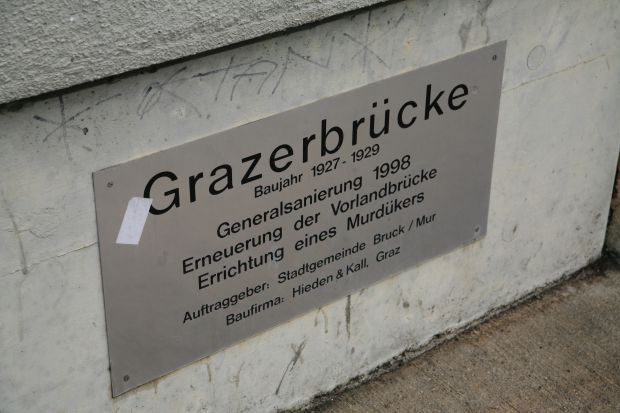 Grazerbrücke
Baujahr 1927-1929
Generalsanierung 1998
Erneuerung der Vorlandbrücke
Errichtung eines Murdükers
Auftraggeber: Stadtgemeinde Bruck / Mur
Baufirma: Hieden & Kall, Graz